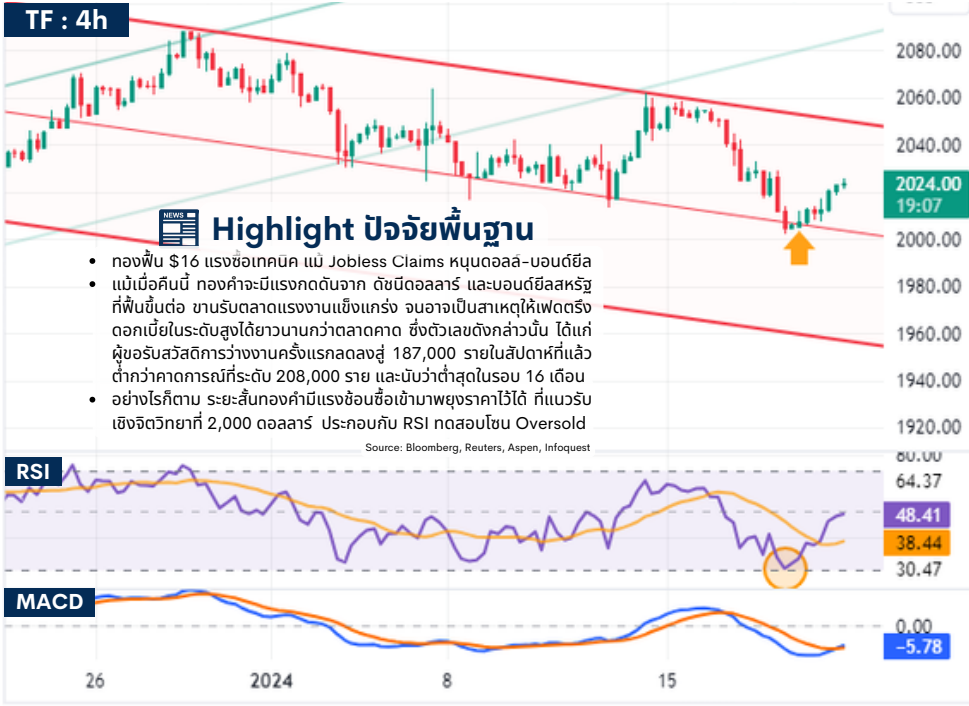 TF : 4h
2080.00
2060.00
2040.00
2024.00
19:07
2000.00
1980.00
1960.00
1940.00
1920.00
NEWS
Highlight ปัจจัยพื้นฐาน
• ทองฟื้น $16 แรงซื้อเทคนิค แม้ Jobless Claims หนุนดอลล์-บอนด์ยีล
• แม้เมื่อคืนนี้ ทองคำจะมีแรงกดดันจาก ดัชนีดอลลาร์ และบอนด์ยีลสหรัฐ
ที่ฟื้นขึ้นต่อ ขานรับตลาดแรงงานแข็งแกร่ง จนอาจเป็นสาเหตุให้เฟดตรึง
ดอกเบี้ยในระดับสูงได้ยาวนานกว่าตลาดคาด ซึ่งตัวเลขดังกล่าวนั้น ได้แก่
ผู้ขอรับสวัสดิการว่างงานครั้งแรกลดลงสู่ 187,000 รายในสัปดาห์ที่แล้ว
ต่ำกว่าคาดการณ์ที่ระดับ 208,000 ราย และนับว่าต่ำสุดในรอบ 16 เดือน
• อย่างไรก็ตาม ระยะสั้นทองคำมีแรงช้อนซื้อเข้ามาพยุงราคาไว้ได้ ที่แนวรับ
เชิงจิตวิทยาที่ 2,000 ดอลลาร์ ประกอบกับ RSI ทดสอบโซน Oversold
Source: Bloomberg, Reuters, Aspen, Infoquest
RSI
80.00
64.37
48.41
38.44
30.47
MACD
0.00
−5.78
26
2024
8
15